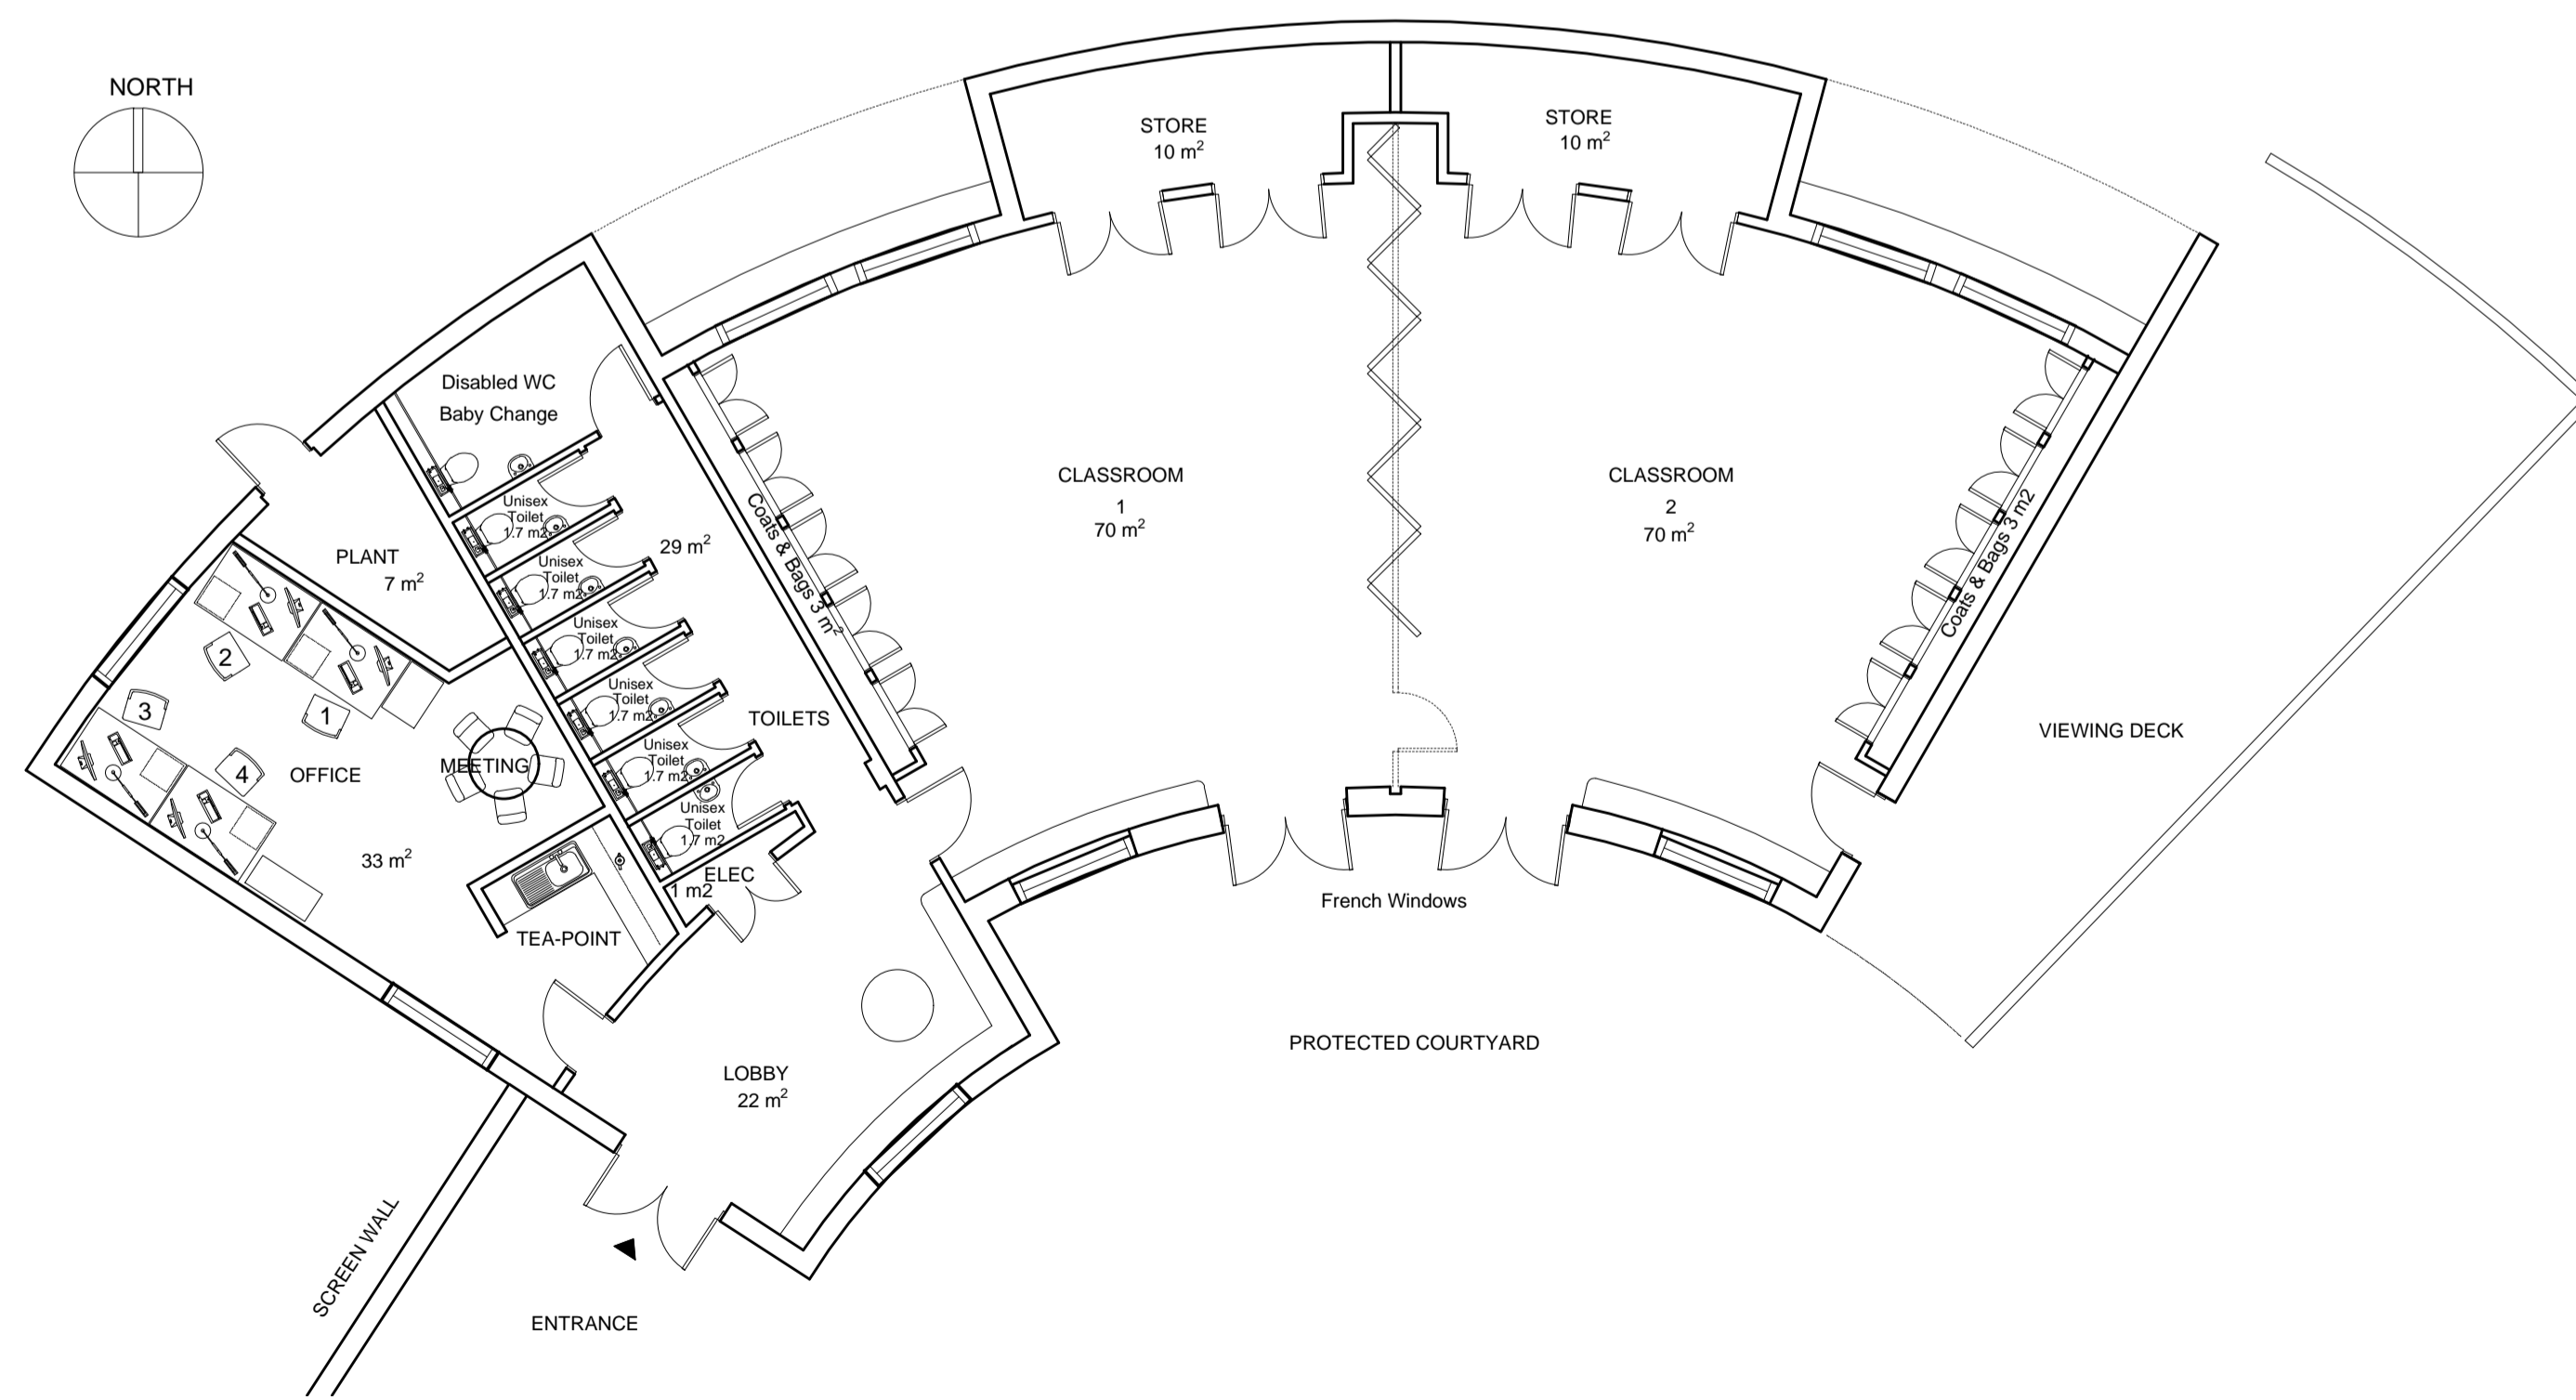 NORTH
STORE
10 m²
STORE
10 m²
Disabled WC
Baby Change
CLASSROOM
1
70 m²
CLASSROOM
2
70 m²
Coats & Bags 3 m²
Coats & Bags 3 m2
Unisex
Toilet
1.7 m2
Unisex
Toilet
1.7 m2
Unisex
Toilet
1.7 m2
Unisex
Toilet
1.7 m2
Unisex
Toilet
1.7 m2
Unisex
Toilet
1.7 m2
29 m²
TOILETS
PLANT
7 m²
2
3
1
4
OFFICE
33 m²
MEETING
ELEC
1 m2
TEA-POINT
VIEWING DECK
French Windows
PROTECTED COURTYARD
LOBBY
22 m²
SCREEN WALL
ENTRANCE